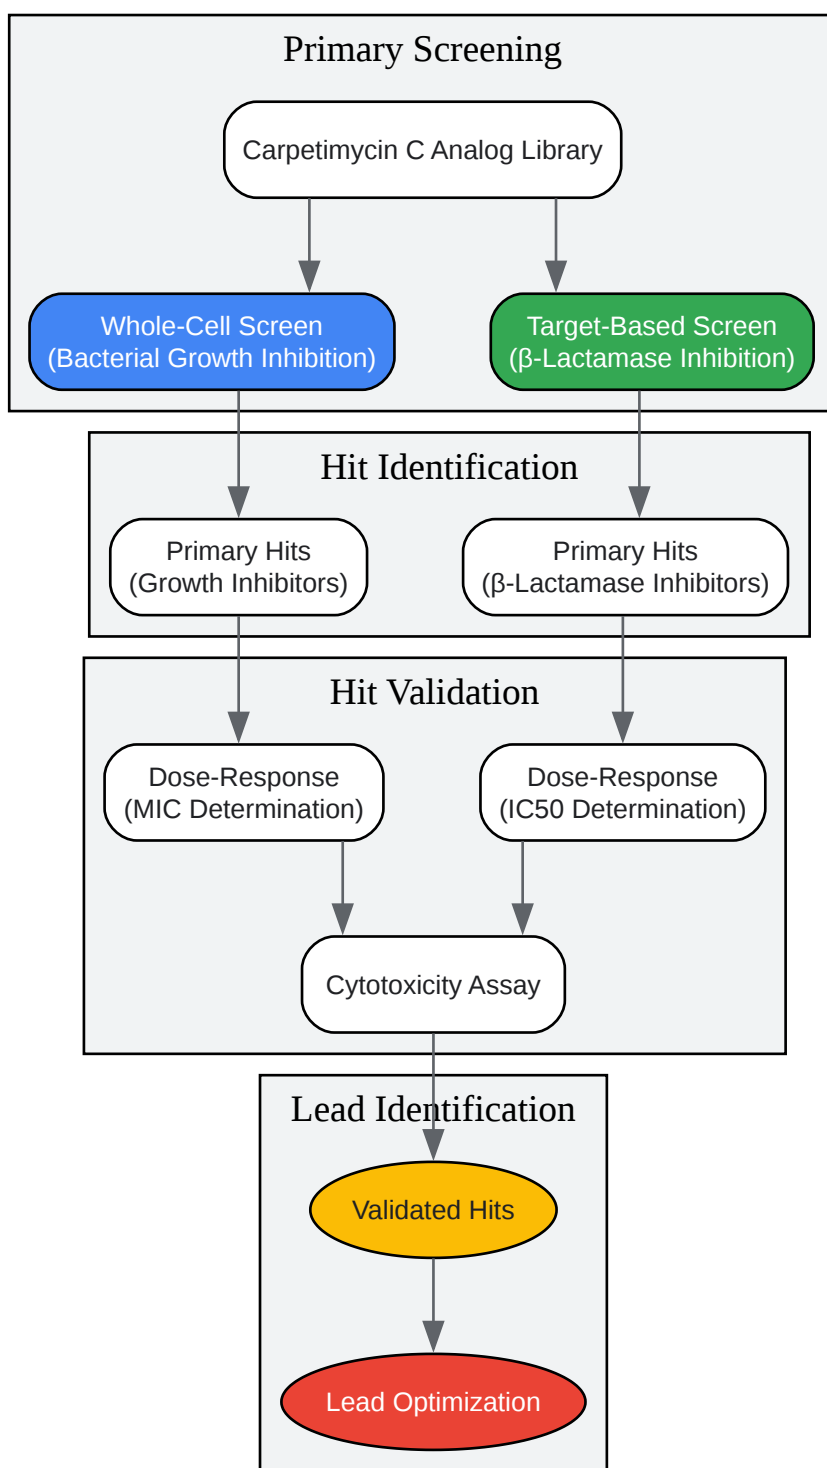 Primary Screening
Carpetimycin C Analog Library
Whole-Cell Screen
(Bacterial Growth Inhibition)
Target-Based Screen
(β-Lactamase Inhibition)
Hit Identification
Primary Hits
(Growth Inhibitors)
Primary Hits
(β-Lactamase Inhibitors)
Hit Validation
Dose-Response
(MIC Determination)
Dose-Response
(IC50 Determination)
Cytotoxicity Assay
Lead Identification
Validated Hits
Lead Optimization